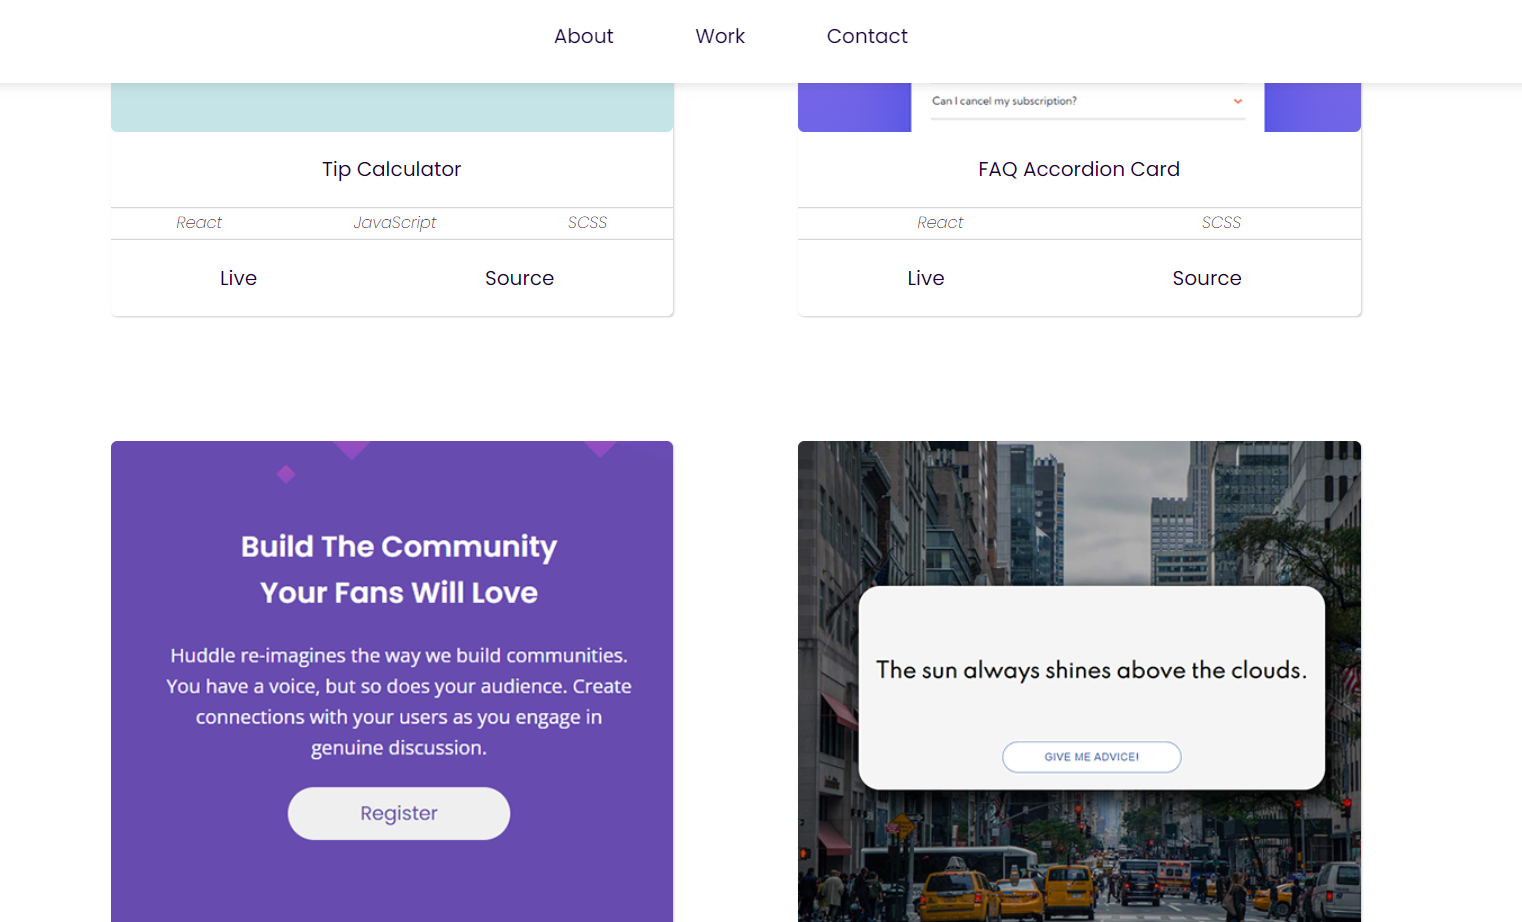 About Work Contact
Can I cancel my subscription?
Tip Calculator
FAQ Accordion Card
React JavaScript SCSS
React SCSS
Live Source
Live Source
Build The Community
Your Fans Will Love
Huddle re-imagines the way we build communities.
You have a voice, but so does your audience. Create
connections with your users as you engage in
genuine discussion.
Register
The sun always shines above the clouds.
GIVE ME ADVICE!